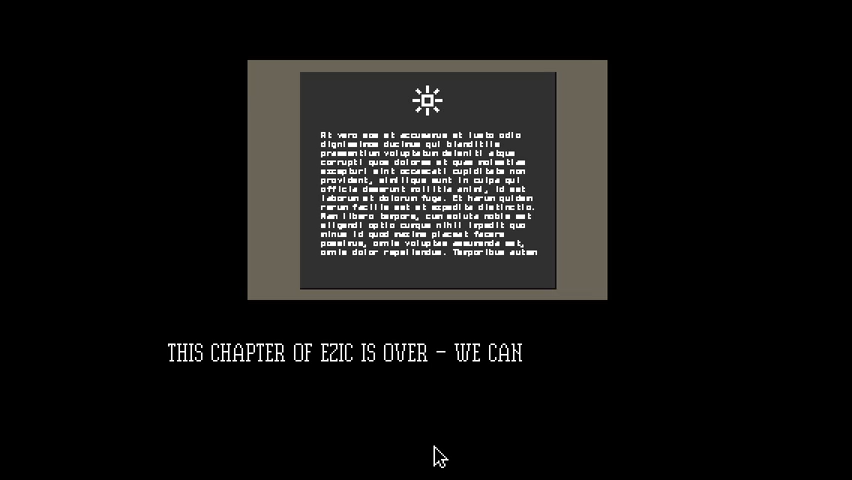 At vero eos et accusamus et iusto odio
dignissimos ducimus qui blanditiis
praesentium voluptatum deleniti atque
corrupti quos dolores et quas molestias
excepturi sint occaecati cupiditate non
provident, similique sunt in culpa qui
officia deserunt mollitia animi, id est
laborum et dolorum fuga. Et harum quidem
rerum facilis est et expedita distinctio.
Nam libero tempore, cum soluta nobis est
eligendi optio cumque nihil impedit quo
minus id quod maxime placeat facere
possimus, omnis voluptas assumenda est,
omnis dolor repellendus. Temporibus autem
THIS CHAPTER OF EZIC IS OVER - WE CAN